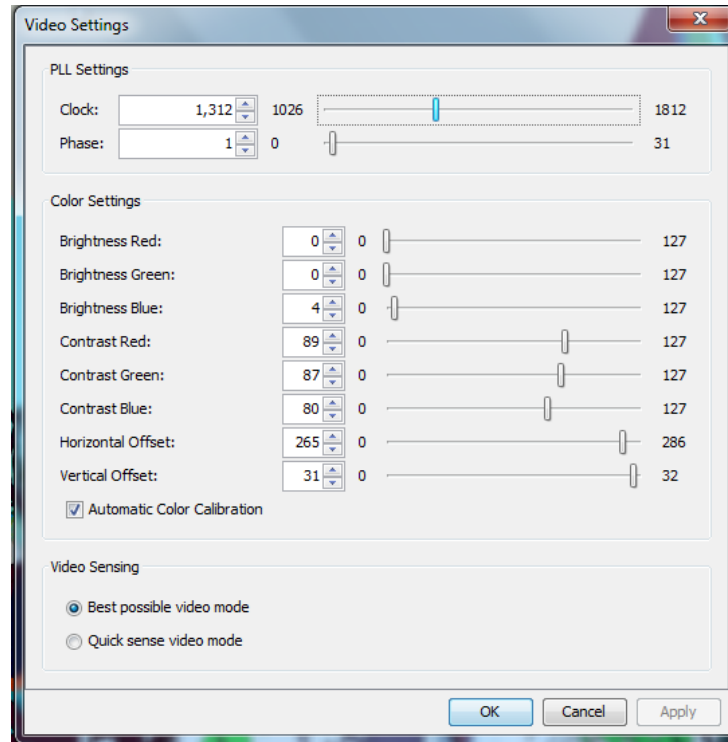 Video Settings
PLL Settings
Clock: 1,312 1026 1812
Phase: 1 0 31
Color Settings
Brightness Red: 0 0 127
Brightness Green: 0 0 127
Brightness Blue: 4 0 127
Contrast Red: 89 0 127
Contrast Green: 87 0 127
Contrast Blue: 80 0 127
Horizontal Offset: 265 0 286
Vertical Offset: 31 0 32
Automatic Color Calibration
Video Sensing
Best possible video mode
Quick sense video mode
OK Cancel Apply